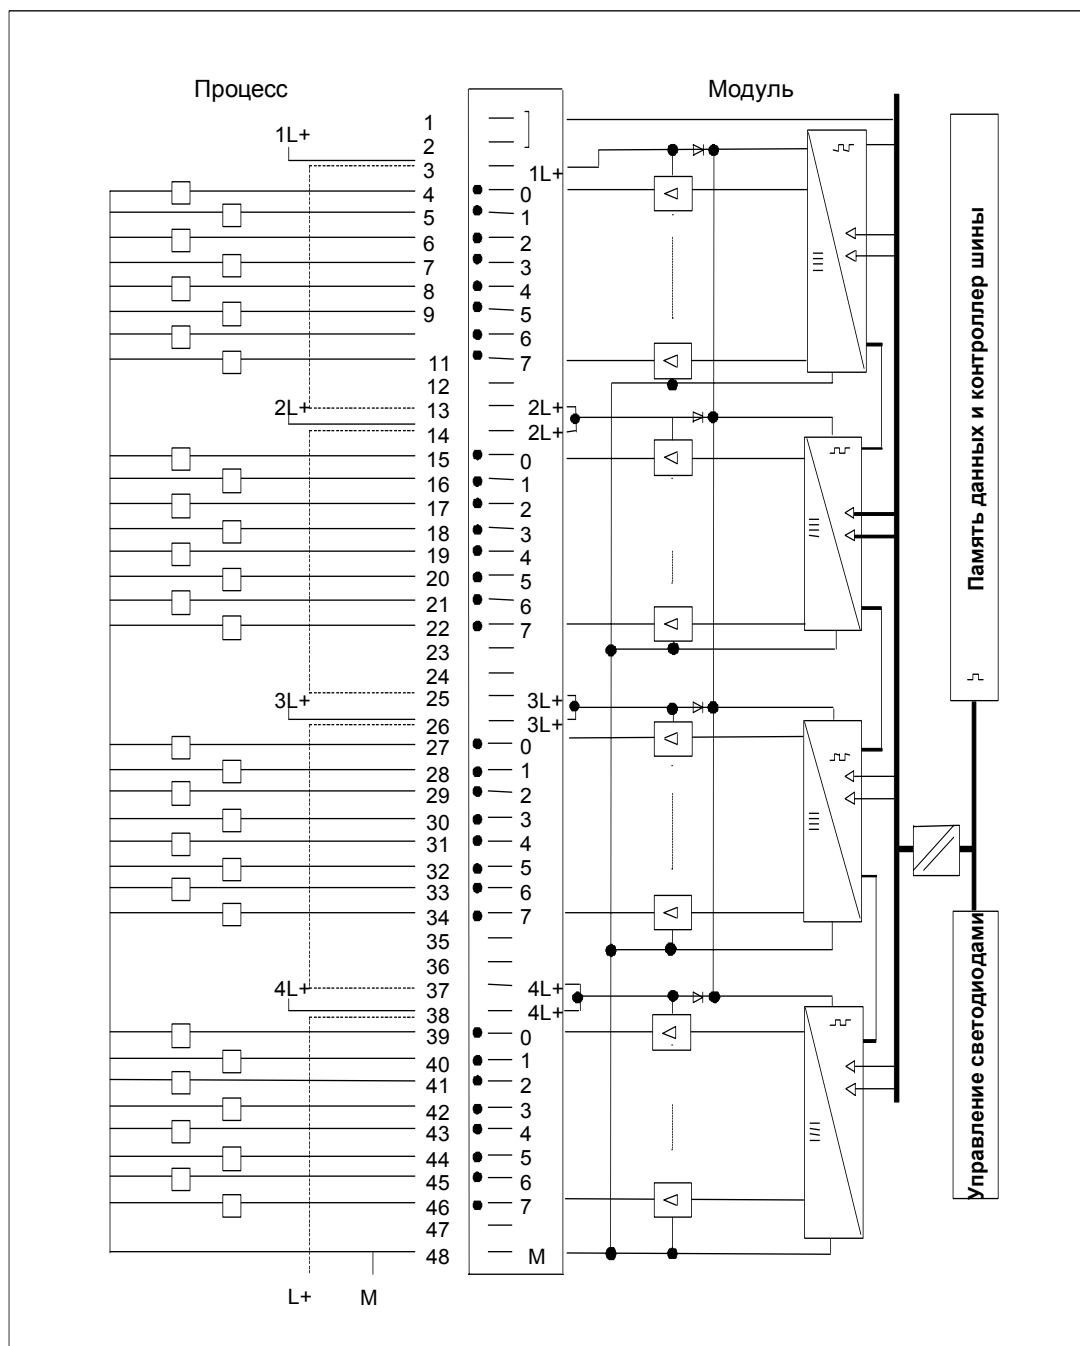 Процесс
Модуль
1
1L+
2
3
1L+
4 0
5 1
6 2
7 3
8 4
9 5
6
11 7
12
2L+
13 2L+
14 2L+
15 0
16 1
17 2
18 3
19 4
20 5
21 6
22 7
23
24
3L+
25 3L+
26 3L+
27 0
28 1
29 2
30 3
31 4
32 5
33 6
34 7
35
36
4L+
37 4L+
38 4L+
39 0
40 1
41 2
42 3
43 4
44 5
45 6
46 7
47
48 M
L+ M
Память данных и контроллер шины
Управление светодиодами